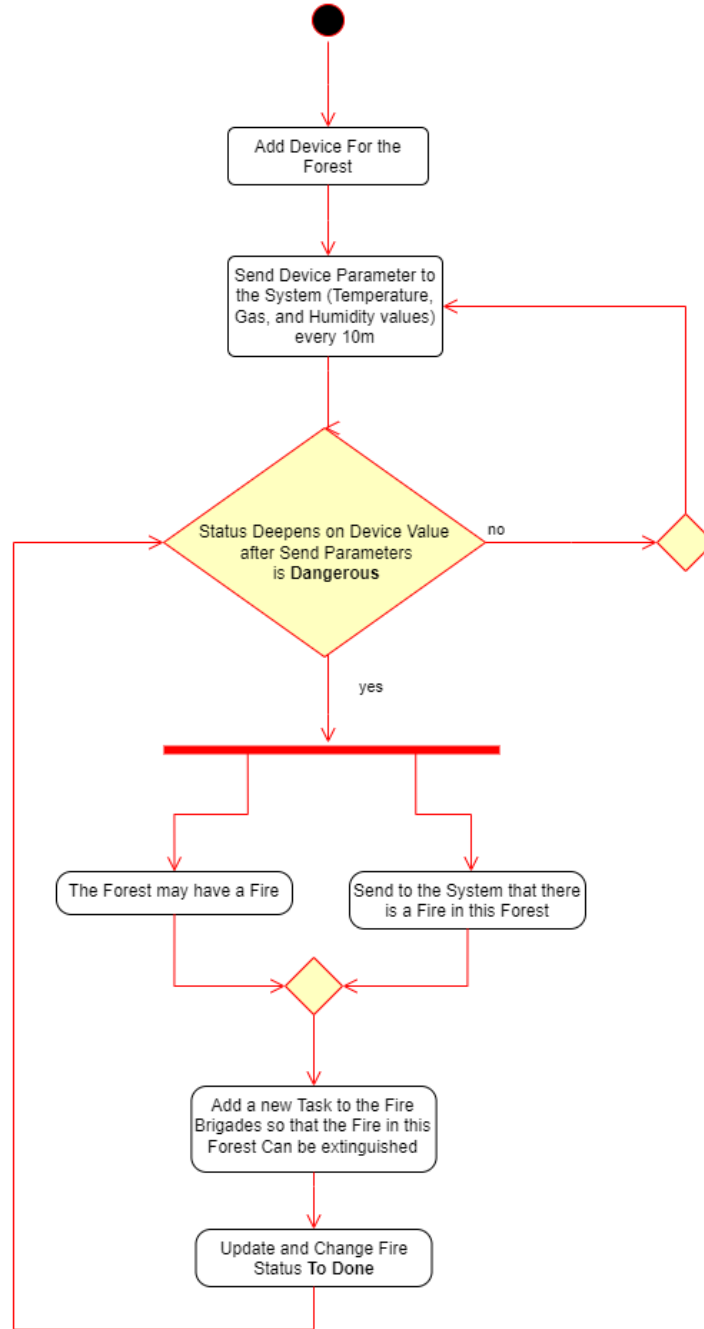 Add Device For the
Forest
Send Device Parameter to
the System (Temperature,
Gas, and Humidity values)
every 10m
Status Deepens on Device Value
after Send Parameters
is Dangerous
no
yes
The Forest may have a Fire
Send to the System that there
is a Fire in this Forest
Add a new Task to the Fire
Brigades so that the Fire in this
Forest Can be extinguished
Update and Change Fire
Status To Done